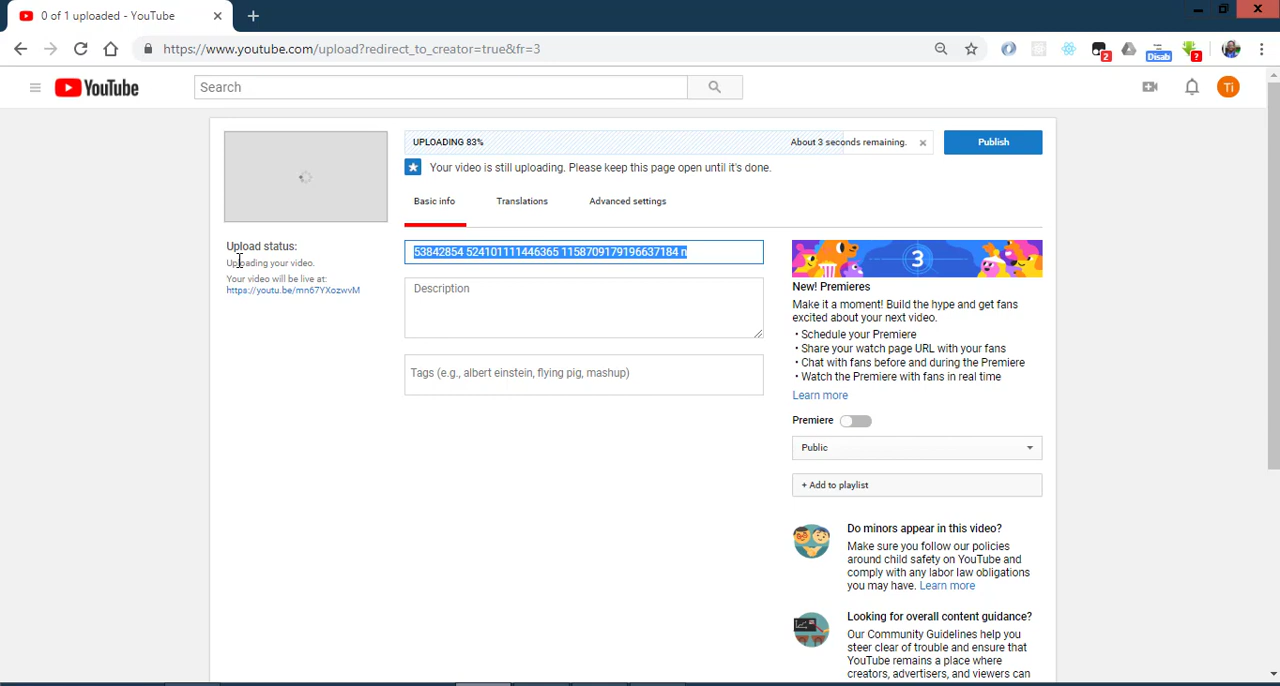 0 of 1 uploaded - YouTube
https://www.youtube.com/upload?redirect_to_creator=true&fr=3
2
Disab
?
YouTube
Search
Ti
UPLOADING 83%
About 3 seconds remaining.
Publish
Your video is still uploading. Please keep this page open until it's done.
Basic info
Translations
Advanced settings
Upload status:
Uploading your video.
Your video will be live at:
https://youtu.be/mn67YXozwvM
53842854 524101111446365 1158709179196637184 n
Description
Tags (e.g., albert einstein, flying pig, mashup)
3
New! Premieres
Make it a moment! Build the hype and get fans
excited about your next video.
• Schedule your Premiere
• Share your watch page URL with your fans
• Chat with fans before and during the Premiere
• Watch the Premiere with fans in real time
Learn more
Premiere
Public
+ Add to playlist
Do minors appear in this video?
Make sure you follow our policies
around child safety on YouTube and
comply with any labor law obligations
you may have. Learn more
Looking for overall content guidance?
Our Community Guidelines help you
steer clear of trouble and ensure that
YouTube remains a place where
creators, advertisers, and viewers can